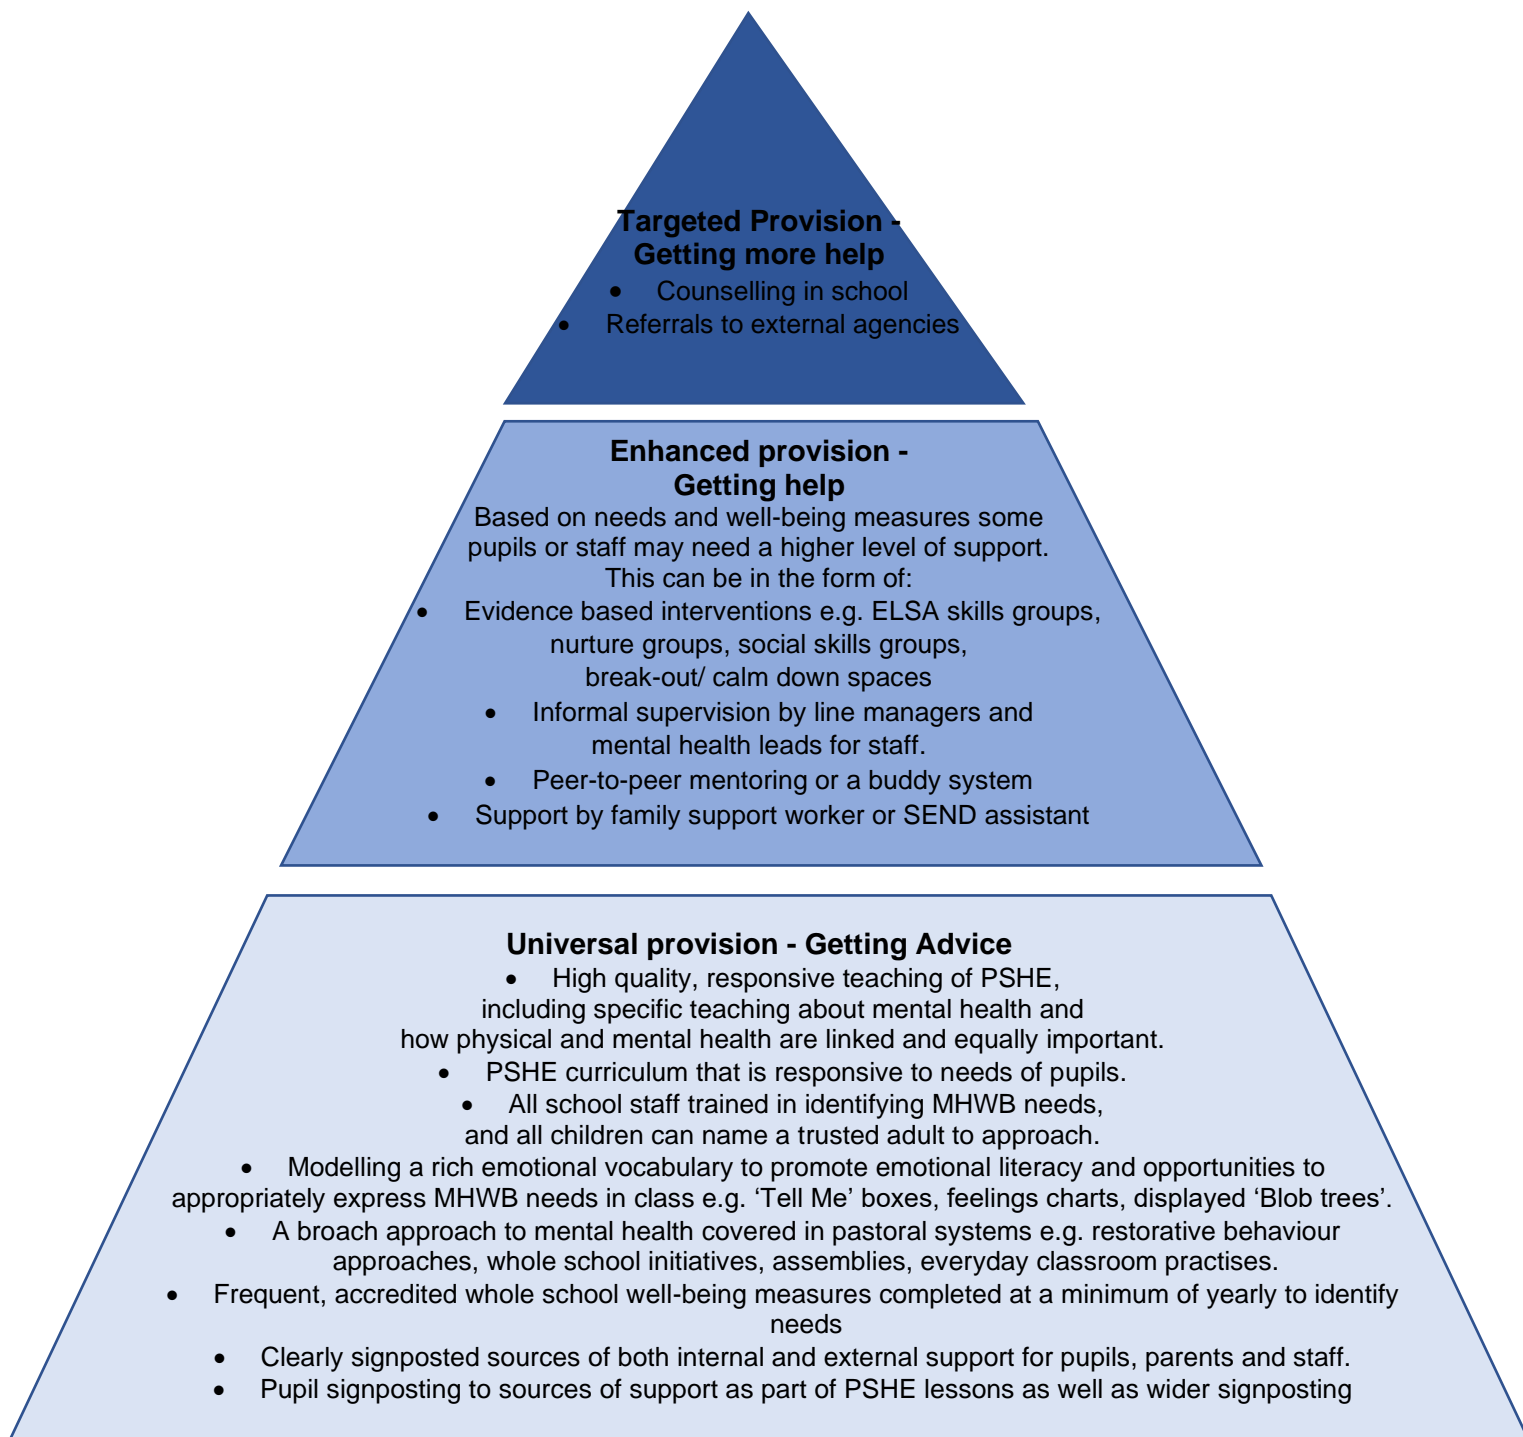 Targeted Provision -
Getting more help
• Counselling in school
• Referrals to external agencies
Enhanced provision -
Getting help
Based on needs and well-being measures some
pupils or staff may need a higher level of support.
This can be in the form of:
• Evidence based interventions e.g. ELSA skills groups,
nurture groups, social skills groups,
break-out/ calm down spaces
• Informal supervision by line managers and
mental health leads for staff.
• Peer-to-peer mentoring or a buddy system
• Support by family support worker or SEND assistant
Universal provision - Getting Advice
• High quality, responsive teaching of PSHE,
including specific teaching about mental health and
how physical and mental health are linked and equally important.
• PSHE curriculum that is responsive to needs of pupils.
• All school staff trained in identifying MHWB needs,
and all children can name a trusted adult to approach.
• Modelling a rich emotional vocabulary to promote emotional literacy and opportunities to
appropriately express MHWB needs in class e.g. ‘Tell Me’ boxes, feelings charts, displayed ‘Blob trees’.
• A broach approach to mental health covered in pastoral systems e.g. restorative behaviour
approaches, whole school initiatives, assemblies, everyday classroom practises.
• Frequent, accredited whole school well-being measures completed at a minimum of yearly to identify
needs
• Clearly signposted sources of both internal and external support for pupils, parents and staff.
• Pupil signposting to sources of support as part of PSHE lessons as well as wider signposting